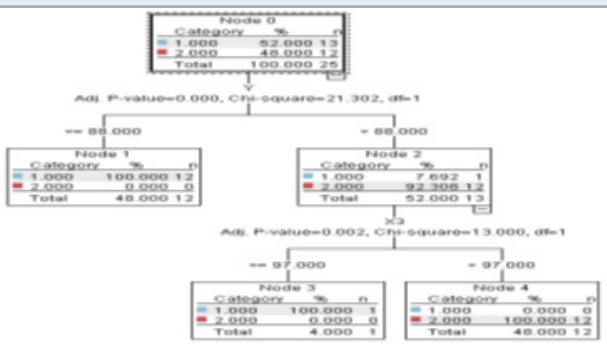 Node 0
Category % n
1.000 52.000 13
2.000 48.000 12
Total 100.000 25
Y
Adj. P-value=0.000, Chi-square=21.302, df=1
<= 88.000
> 88.000
Node 1
Category % n
1.000 100.000 12
2.000 0.000 0
Total 48.000 12
Node 2
Category % n
1.000 7.692 1
2.000 92.308 12
Total 52.000 13
X3
Adj. P-value=0.002, Chi-square=13.000, df=1
<= 97.000
> 97.000
Node 3
Category % n
1.000 100.000 1
2.000 0.000 0
Total 4.000 1
Node 4
Category % n
1.000 0.000 0
2.000 100.000 12
Total 48.000 12